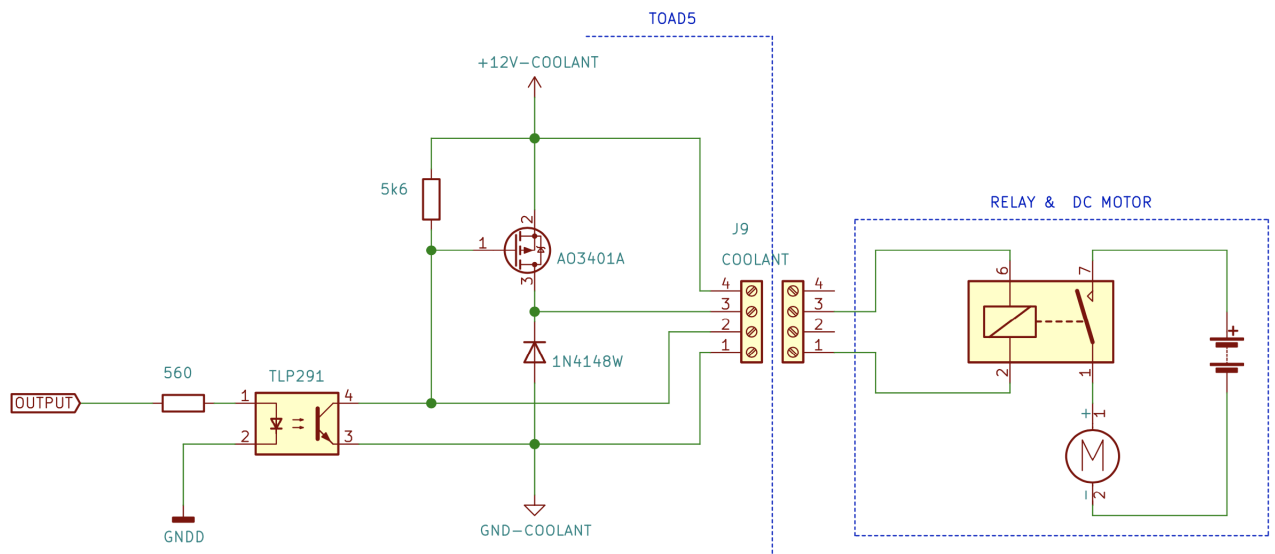 TOAD5
+12V-COOLANT
5k6
2
1
AO3401A
3
J9
COOLANT
4
3
2
1
4
3
2
1
RELAY & DC MOTOR
6
7
2
1
+
+
1
M
-
2
1N4148W
560
TLP291
OUTPUT
1
4
2
3
GNDD
GND-COOLANT